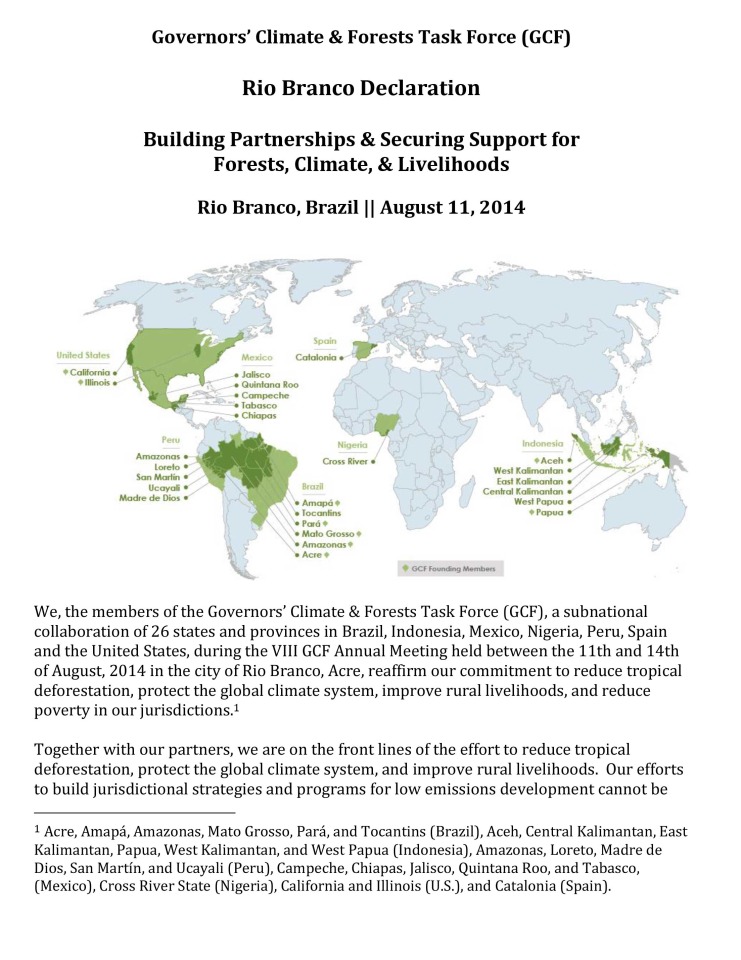 Governors’ Climate & Forests Task Force (GCF)
Rio Branco Declaration
Building Partnerships & Securing Support for
Forests, Climate, & Livelihoods
Rio Branco, Brazil || August 11, 2014
United States
California
Illinois
Mexico
Jalisco
Quintana Roo
Campeche
Tabasco
Chiapas
Spain
Catalonia
Peru
Amazonas
Loreto
San Martín
Ucayali
Madre de Dios
Brazil
Amapá
Tocantins
Pará
Mato Grosso
Amazonas
Acre
Nigeria
Cross River
Indonesia
Aceh
West Kalimantan
East Kalimantan
Central Kalimantan
West Papua
Papua
GCF Founding Members
We, the members of the Governors’ Climate & Forests Task Force (GCF), a subnational
collaboration of 26 states and provinces in Brazil, Indonesia, Mexico, Nigeria, Peru, Spain
and the United States, during the VIII GCF Annual Meeting held between the 11th and 14th
of August, 2014 in the city of Rio Branco, Acre, reaffirm our commitment to reduce tropical
deforestation, protect the global climate system, improve rural livelihoods, and reduce
poverty in our jurisdictions.1
Together with our partners, we are on the front lines of the effort to reduce tropical
deforestation, protect the global climate system, and improve rural livelihoods.  Our efforts
to build jurisdictional strategies and programs for low emissions development cannot be
1 Acre, Amapá, Amazonas, Mato Grosso, Pará, and Tocantins (Brazil), Aceh, Central Kalimantan, East
Kalimantan, Papua, West Kalimantan, and West Papua (Indonesia), Amazonas, Loreto, Madre de
Dios, San Martín, and Ucayali (Peru), Campeche, Chiapas, Jalisco, Quintana Roo, and Tabasco,
(Mexico), Cross River State (Nigeria), California and Illinois (U.S.), and Catalonia (Spain).